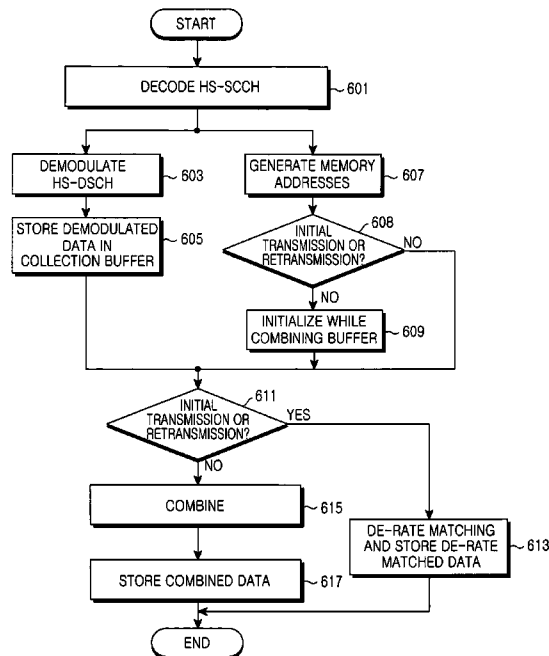 START
DECODE HS-SCCH
601
DEMODULATE
HS-DSCH
603
GENERATE MEMORY
ADDRESSES
607
STORE DEMODULATED
DATA IN
COLLECTION BUFFER
605
608
INITIAL
TRANSMISSION OR
RETRANSMISSION?
NO
NO
INITIALIZE WHILE
COMBINING BUFFER
609
611
INITIAL
TRANSMISSION OR
RETRANSMISSION?
YES
NO
COMBINE
615
DE-RATE MATCHING
AND STORE DE-RATE
MATCHED DATA
613
STORE COMBINED DATA
617
END